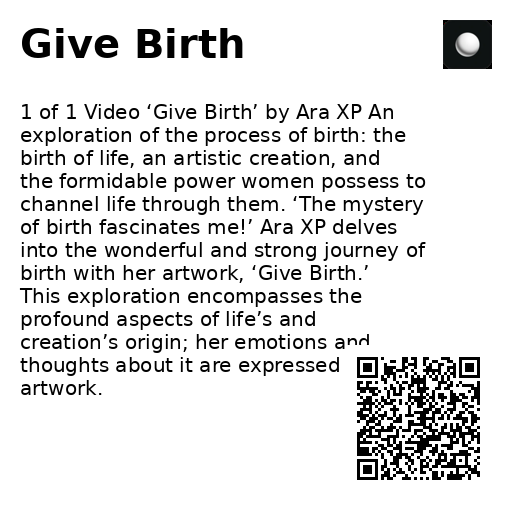 Give Birth
1 of 1 Video ‘Give Birth’ by Ara XP An
exploration of the process of birth: the
birth of life, an artistic creation, and
the formidable power women possess to
channel life through them. ‘The mystery
of birth fascinates me!’ Ara XP delves
into the wonderful and strong journey of
birth with her artwork, ‘Give Birth.’
This exploration encompasses the
profound aspects of life’s and
creation’s origin; her emotions and
thoughts about it are expressed
artwork.